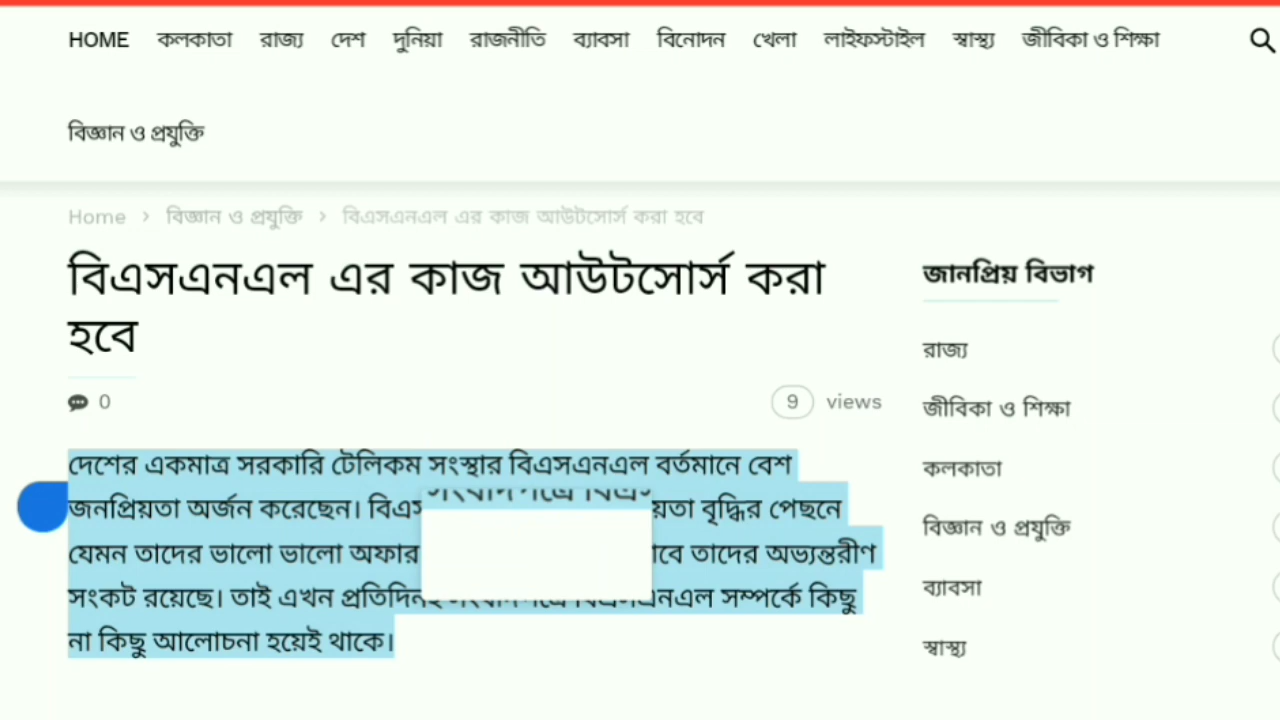 HOME কলকাতা রাজ্য দেশ দুনিয়া রাজনীতি ব্যাবসা বিনোদন খেলা লাইফস্টাইল স্বাস্থ্য জীবিকা ও শিক্ষা
বিজ্ঞান ও প্রযুক্তি
Home › বিজ্ঞান ও প্রযুক্তি › বিএসএনএল এর কাজ আউটসোর্স করা হবে
বিএসএনএল এর কাজ আউটসোর্স করা
হবে
0
9 views
দেশের একমাত্র সরকারি টেলিকম সংস্থার বিএসএনএল বর্তমানে বেশ
জনপ্রিয়তা অর্জন করেছেন। বৃদ্ধির পেছনে
যেমন তাদের ভালো ভালো অফার তাদের অভ্যন্তরীণ
সংকট রয়েছে। তাই এখন সম্পর্কে কিছু
না কিছু আলোচনা হয়েই থাকে।
জানপ্রিয় বিভাগ
রাজ্য
জীবিকা ও শিক্ষা
কলকাতা
বিজ্ঞান ও প্রযুক্তি
ব্যাবসা
স্বাস্থ্য